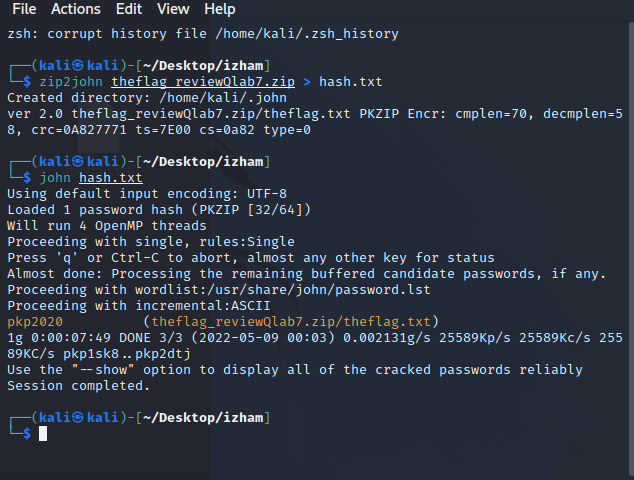 File Actions Edit View Help
zsh: corrupt history file /home/kali/.zsh_history
┌──(kali㉿kali)-[~/Desktop/izham]
└─$ zip2john theflag_reviewQlab7.zip > hash.txt
Created directory: /home/kali/.john
ver 2.0 theflag_reviewQlab7.zip/theflag.txt PKZIP Encr: cmplen=70, decmplen=5
8, crc=0A827771 ts=7E00 cs=0a82 type=0
┌──(kali㉿kali)-[~/Desktop/izham]
└─$ john hash.txt
Using default input encoding: UTF-8
Loaded 1 password hash (PKZIP [32/64])
Will run 4 OpenMP threads
Proceeding with single, rules:Single
Press 'q' or Ctrl-C to abort, almost any other key for status
Almost done: Processing the remaining buffered candidate passwords, if any.
Proceeding with wordlist:/usr/share/john/password.lst
Proceeding with incremental:ASCII
pkp2020 (theflag_reviewQlab7.zip/theflag.txt)
1g 0:00:07:49 DONE 3/3 (2022-05-09 00:03) 0.002131g/s 25589Kp/s 25589Kc/s 255
89KC/s pkp1sk8..pkp2dtj
Use the "--show" option to display all of the cracked passwords reliably
Session completed.
┌──(kali㉿kali)-[~/Desktop/izham]
└─$